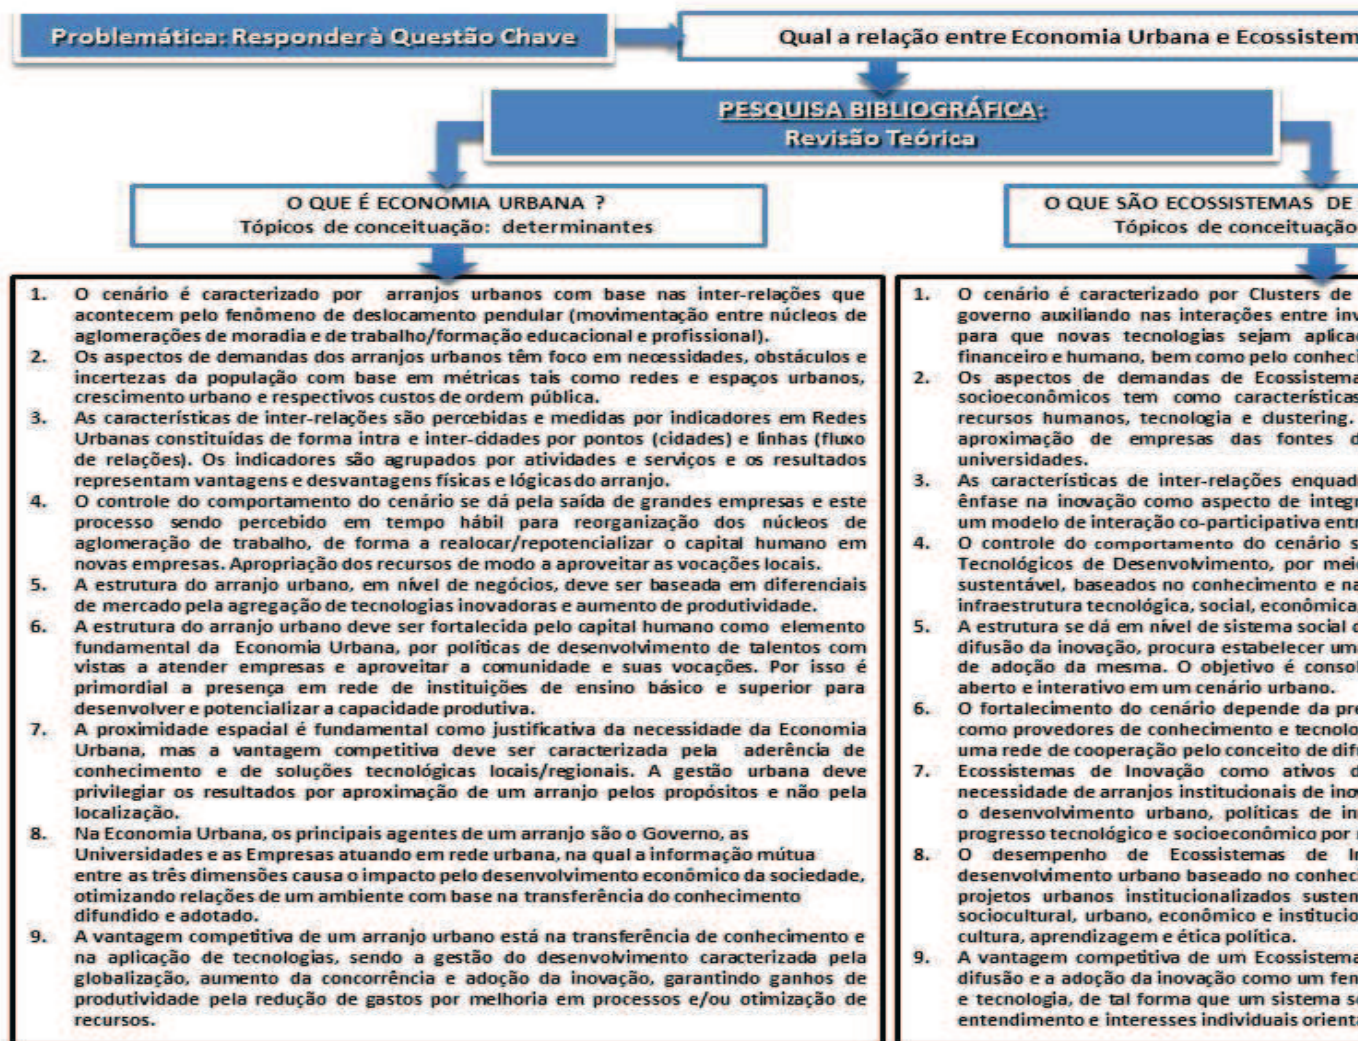 Problemática: Responder à Questão Chave
Qual a relação entre Economia Urbana e Ecossistem
PESQUISA BIBLIOGRÁFICA:
Revisão Teórica
O QUE É ECONOMIA URBANA ?
Tópicos de conceituação: determinantes
1. O cenário é caracterizado por arranjos urbanos com base nas inter-relações que
acontecem pelo fenômeno de deslocamento pendular (movimentação entre núcleos de
aglomerações de moradia e de trabalho/formação educacional e profissional).
2. Os aspectos de demandas dos arranjos urbanos têm foco em necessidades, obstáculos e
incertezas da população com base em métricas tais como redes e espaços urbanos,
crescimento urbano e respectivos custos de ordem pública.
3. As características de inter-relações são percebidas e medidas por indicadores em Redes
Urbanas constituídas de forma intra e inter-cidades por pontos (cidades) e linhas (fluxo
de relações). Os indicadores são agrupados por atividades e serviços e os resultados
representam vantagens e desvantagens físicas e lógicas do arranjo.
4. O controle do comportamento do cenário se dá pela saída de grandes empresas e este
processo sendo percebido em tempo hábil para reorganização dos núcleos de
aglomeração de trabalho, de forma a realocar/repotencializar o capital humano em
novas empresas. Apropriação dos recursos de modo a aproveitar as vocações locais.
5. A estrutura do arranjo urbano, em nível de negócios, deve ser baseada em diferenciais
de mercado pela agregação de tecnologias inovadoras e aumento de produtividade.
6. A estrutura do arranjo urbano deve ser fortalecida pelo capital humano como elemento
fundamental da Economia Urbana, por políticas de desenvolvimento de talentos com
vistas a atender empresas e aproveitar a comunidade e suas vocações. Por isso é
primordial a presença em rede de instituições de ensino básico e superior para
desenvolver e potencializar a capacidade produtiva.
7. A proximidade espacial é fundamental como justificativa da necessidade da Economia
Urbana, mas a vantagem competitiva deve ser caracterizada pela aderência de
conhecimento e de soluções tecnológicas locais/regionais. A gestão urbana deve
privilegiar os resultados por aproximação de um arranjo pelos propósitos e não pela
localização.
8. Na Economia Urbana, os principais agentes de um arranjo são o Governo, as
Universidades e as Empresas atuando em rede urbana, na qual a informação mútua
entre as três dimensões causa o impacto pelo desenvolvimento econômico da sociedade,
otimizando relações de um ambiente com base na transferência do conhecimento
difundido e adotado.
9. A vantagem competitiva de um arranjo urbano está na transferência de conhecimento e
na aplicação de tecnologias, sendo a gestão do desenvolvimento caracterizada pela
globalização, aumento da concorrência e adoção da inovação, garantindo ganhos de
produtividade pela redução de gastos por melhoria em processos e/ou otimização de
recursos.
O QUE SÃO ECOSSISTEMAS DE
Tópicos de conceituação
1. O cenário é caracterizado por Clusters de
governo auxiliando nas interações entre inv
para que novas tecnologias sejam aplica
financeiro e humano, bem como pelo conheci
2. Os aspectos de demandas de Ecossistema
socioeconômicos tem como características
recursos humanos, tecnologia e clustering.
aproximação de empresas das fontes d
universidades.
3. As características de inter-relações enquad
ênfase na inovação como aspecto de integr
um modelo de interação co-participativa entr
4. O controle do comportamento do cenário s
Tecnológicos de Desenvolvimento, por mei
sustentável, baseados no conhecimento e na
infraestrutura tecnológica, social, econômica,
5. A estrutura se dá em nível de sistema social d
difusão da inovação, procura estabelecer uma
de adoção da mesma. O objetivo é consol
aberto e interativo em um cenário urbano.
6. O fortalecimento do cenário depende da pre
como provedores de conhecimento e tecnolo
uma rede de cooperação pelo conceito de dif
7. Ecossistemas de Inovação como ativos d
necessidade de arranjos institucionais de inov
o desenvolvimento urbano, políticas de in
progresso tecnológico e socioeconômico por
8. O desempenho de Ecossistemas de In
desenvolvimento urbano baseado no conhec
projetos urbanos institucionalizados susten
sociocultural, urbano, econômico e institucio
cultura, aprendizagem e ética política.
9. A vantagem competitiva de um Ecossistema
difusão e a adoção da inovação como um fen
e tecnologia, de tal forma que um sistema s
entendimento e interesses individuais orient